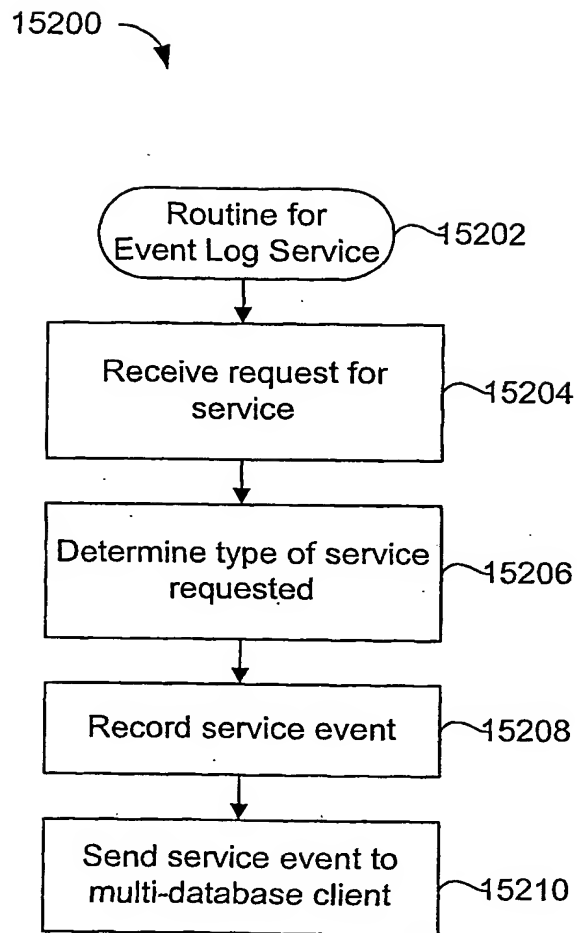 15200
Routine for
Event Log Service
15202
Receive request for
service
15204
Determine type of service
requested
15206
Record service event
15208
Send service event to
multi-database client
15210